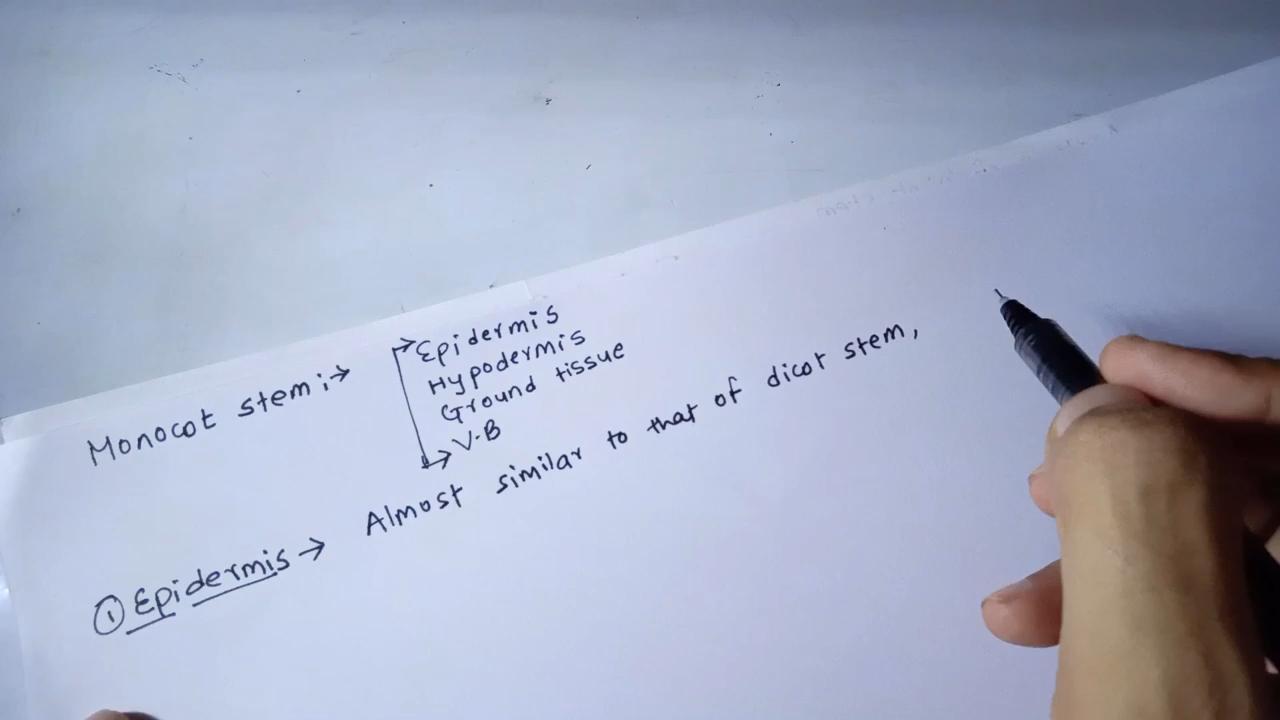 Monocot stem :→
Epidermis
Hypodermis
Ground tissue
V.B
① Epidermis → Almost similar to that of dicot stem,